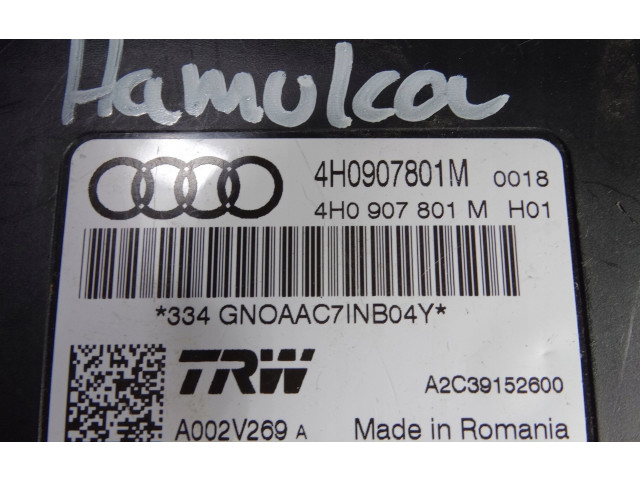 Hamulca
4H0907801M 0018
4H0 907 801 M H01
*334 GNOAAC7INB04Y*
TRW A2C39152600
A002V269 A Made in Romania